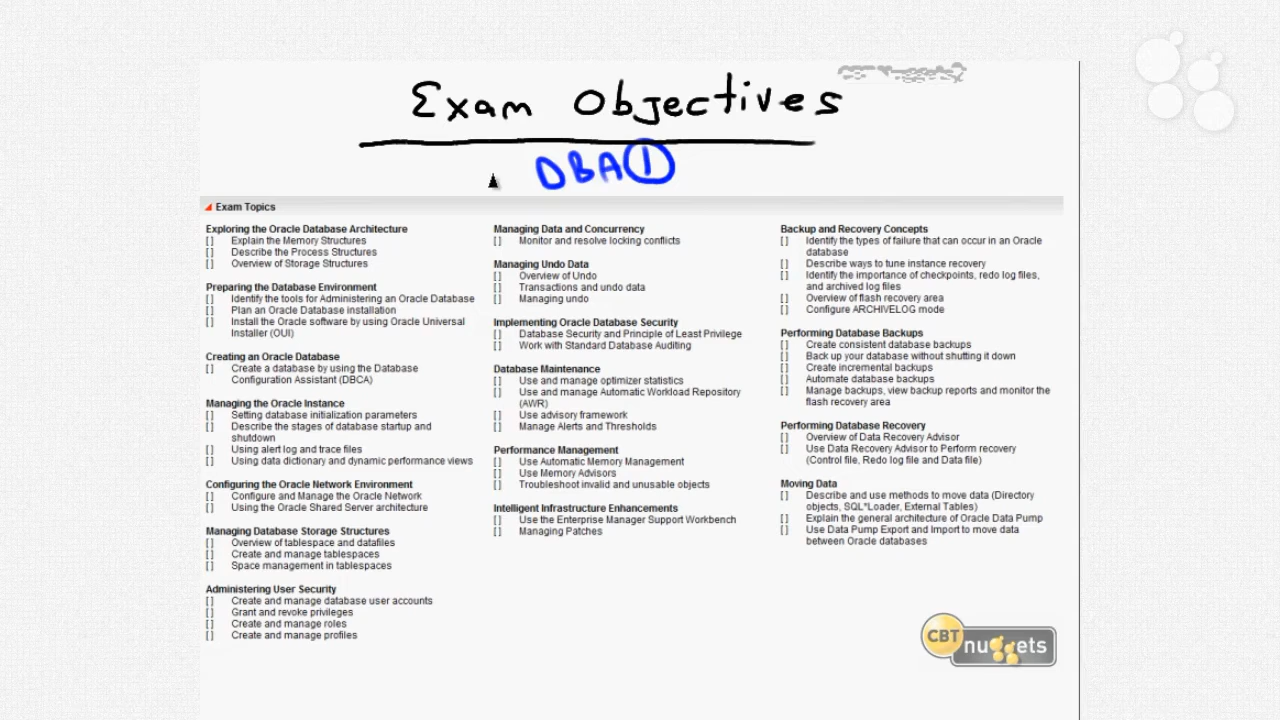 Exam Objectives
DBA 1
Exam Topics
Exploring the Oracle Database Architecture
[ ] Explain the Memory Structures
[ ] Describe the Process Structures
[ ] Overview of Storage Structures
Preparing the Database Environment
[ ] Identify the tools for Administering an Oracle Database
[ ] Plan an Oracle Database installation
[ ] Install the Oracle software by using Oracle Universal
Installer (OUI)
Creating an Oracle Database
[ ] Create a database by using the Database
Configuration Assistant (DBCA)
Managing the Oracle Instance
[ ] Setting database initialization parameters
[ ] Describe the stages of database startup and
shutdown
[ ] Using alert log and trace files
[ ] Using data dictionary and dynamic performance views
Configuring the Oracle Network Environment
[ ] Configure and Manage the Oracle Network
[ ] Using the Oracle Shared Server architecture
Managing Database Storage Structures
[ ] Overview of tablespace and datafiles
[ ] Create and manage tablespaces
[ ] Space management in tablespaces
Administering User Security
[ ] Create and manage database user accounts
[ ] Grant and revoke privileges
[ ] Create and manage roles
[ ] Create and manage profiles
Managing Data and Concurrency
[ ] Monitor and resolve locking conflicts
Managing Undo Data
[ ] Overview of Undo
[ ] Transactions and undo data
[ ] Managing undo
Implementing Oracle Database Security
[ ] Database Security and Principle of Least Privilege
[ ] Work with Standard Database Auditing
Database Maintenance
[ ] Use and manage optimizer statistics
[ ] Use and manage Automatic Workload Repository
(AWR)
[ ] Use advisory framework
[ ] Manage Alerts and Thresholds
Performance Management
[ ] Use Automatic Memory Management
[ ] Use Memory Advisors
[ ] Troubleshoot invalid and unusable objects
Intelligent Infrastructure Enhancements
[ ] Use the Enterprise Manager Support Workbench
[ ] Managing Patches
Backup and Recovery Concepts
[ ] Identify the types of failure that can occur in an Oracle
database
[ ] Describe ways to tune instance recovery
[ ] Identify the importance of checkpoints, redo log files,
and archived log files
[ ] Overview of flash recovery area
[ ] Configure ARCHIVELOG mode
Performing Database Backups
[ ] Create consistent database backups
[ ] Back up your database without shutting it down
[ ] Create incremental backups
[ ] Automate database backups
[ ] Manage backups, view backup reports and monitor the
flash recovery area
Performing Database Recovery
[ ] Overview of Data Recovery Advisor
[ ] Use Data Recovery Advisor to Perform recovery
(Control file, Redo log file and Data file)
Moving Data
[ ] Describe and use methods to move data (Directory
objects, SQL*Loader, External Tables)
[ ] Explain the general architecture of Oracle Data Pump
[ ] Use Data Pump Export and Import to move data
between Oracle databases
CBT nuggets